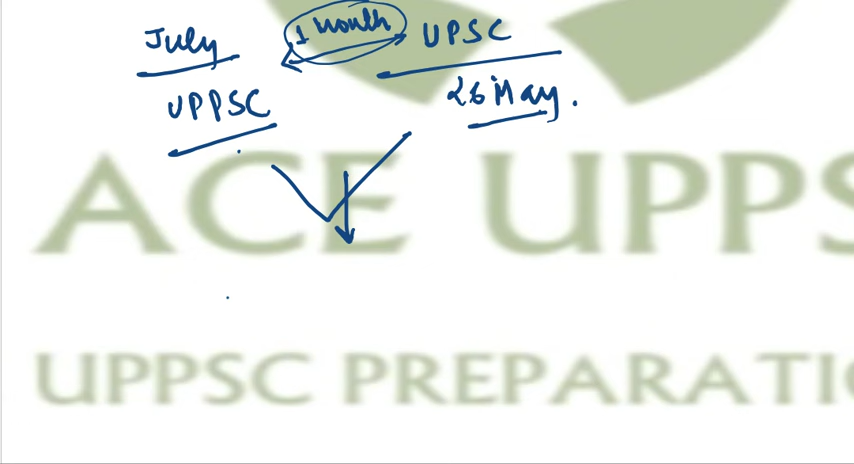 July 1 month UPSC
UPPSC 26 May.
ACE UPPS
UPPSC PREPARATI